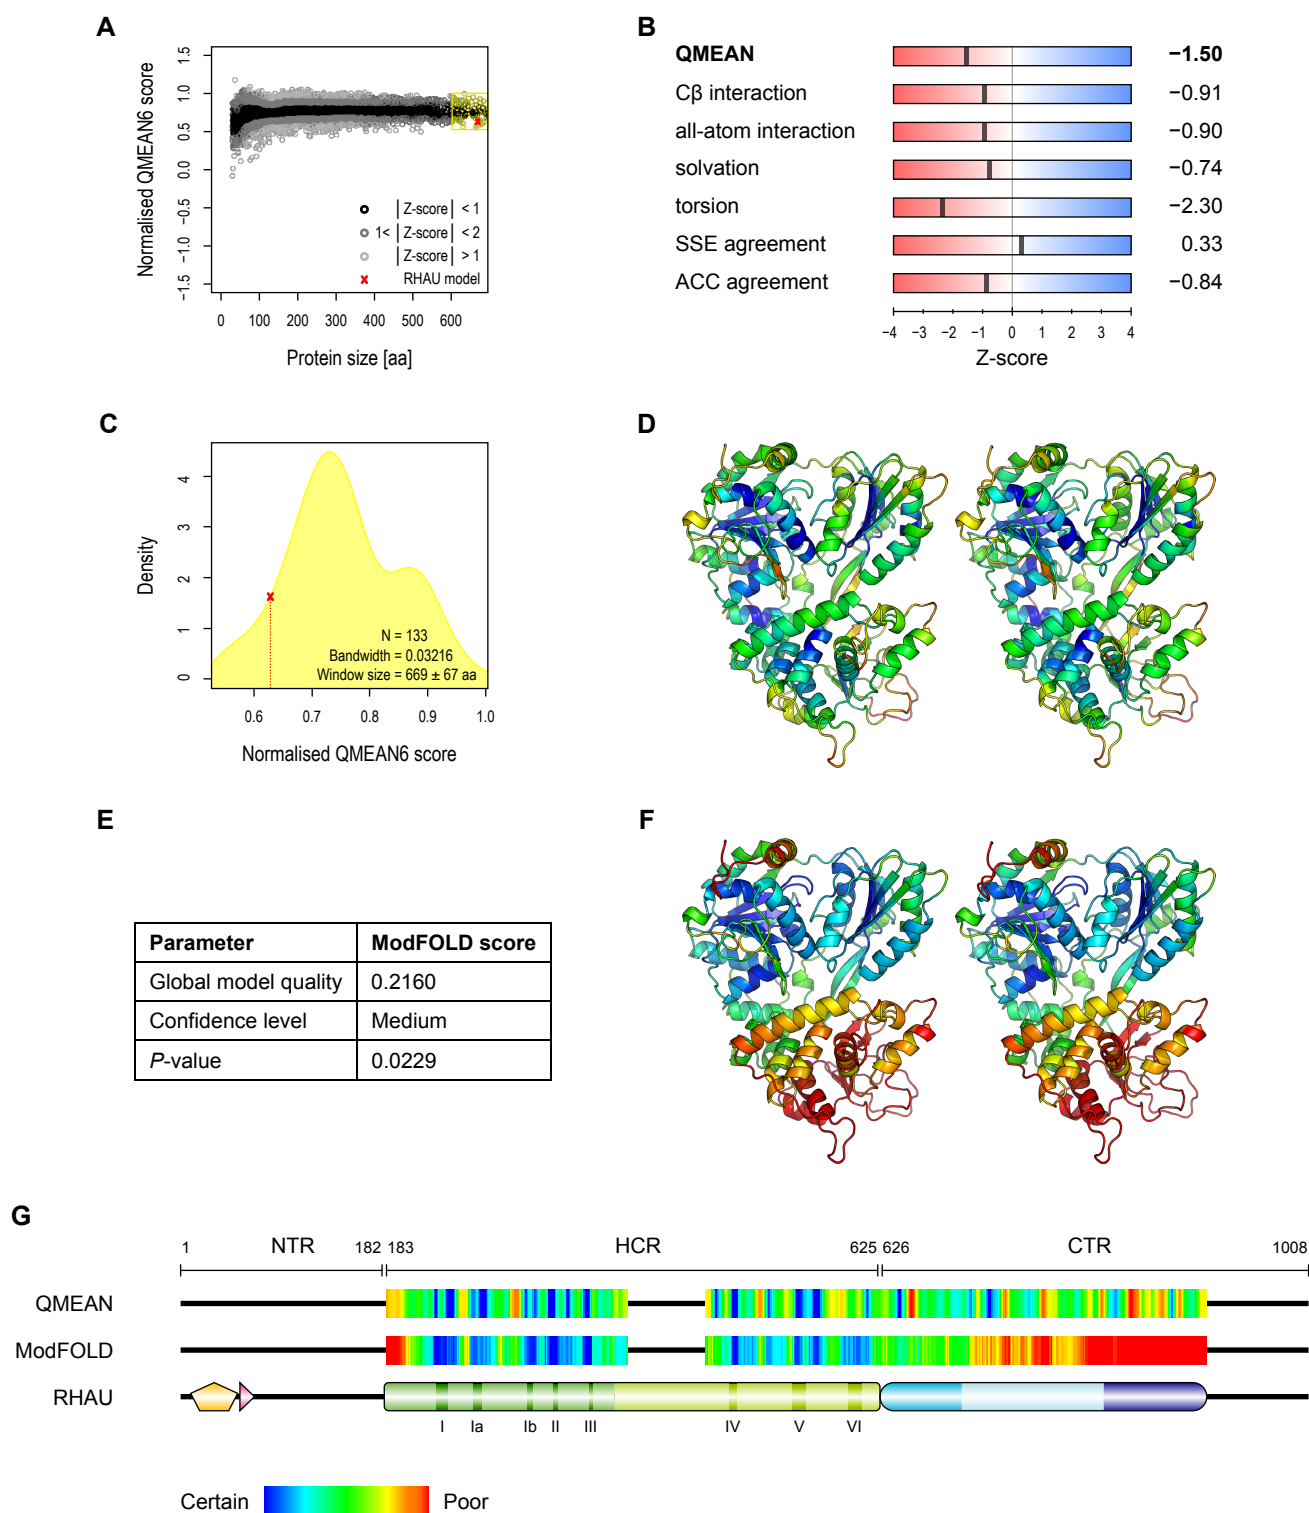 A
Normalised QMEAN6 score
1.5
1.0
0.5
0.0
−0.5
−1.0
−1.5
| Z-score | < 1
1< | Z-score | < 2
| Z-score | > 1
RHAU model
0 100 200 300 400 500 600
Protein size [aa]
B
QMEAN −1.50
Cβ interaction −0.91
all-atom interaction −0.90
solvation −0.74
torsion −2.30
SSE agreement 0.33
ACC agreement −0.84
−4 −3 −2 −1 0 1 2 3 4
Z-score
C
Density
4
3
2
1
0
N = 133
Bandwidth = 0.03216
Window size = 669 ± 67 aa
0.6 0.7 0.8 0.9 1.0
Normalised QMEAN6 score
D
E
Parameter ModFOLD score
Global model quality 0.2160
Confidence level Medium
P-value 0.0229
F
G
1 NTR 182 183 HCR 625 626 CTR 1008
QMEAN
ModFOLD
RHAU
I Ia Ib II III IV V VI
Certain Poor